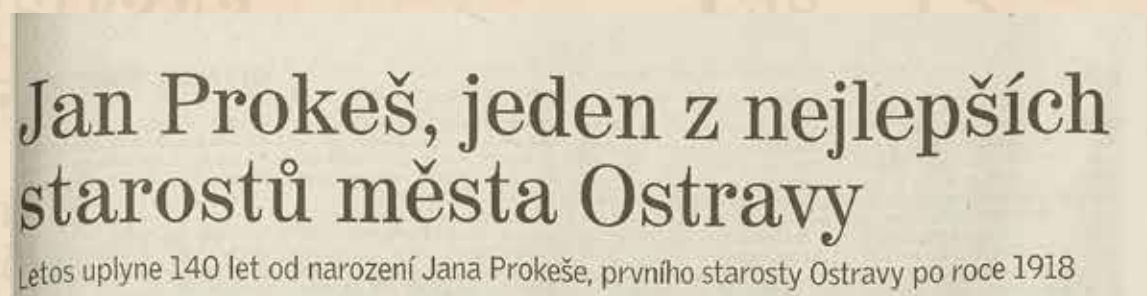 Jan Prokeš, jeden z nejlepších
starostů města Ostravy
Letos uplyne 140 let od narození Jana Prokeše, prvního starosty Ostravy po roce 1918